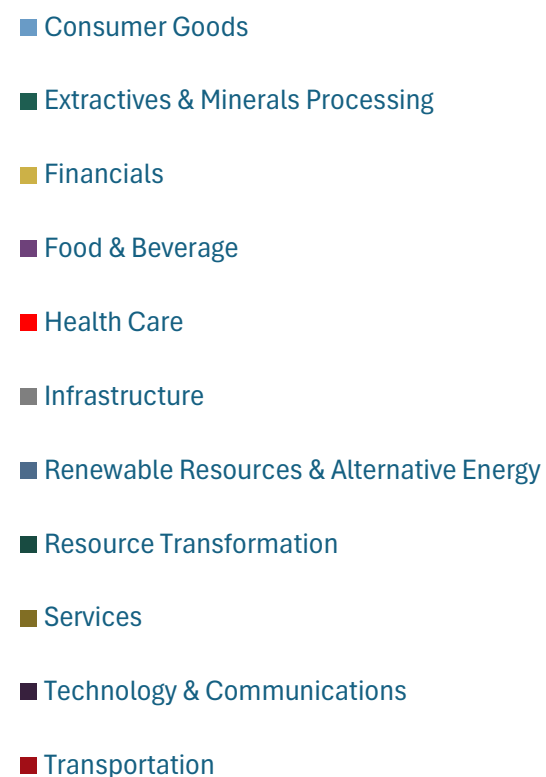 Consumer Goods
Extractives & Minerals Processing
Financials
Food & Beverage
Health Care
Infrastructure
Renewable Resources & Alternative Energy
Resource Transformation
Services
Technology & Communications
Transportation